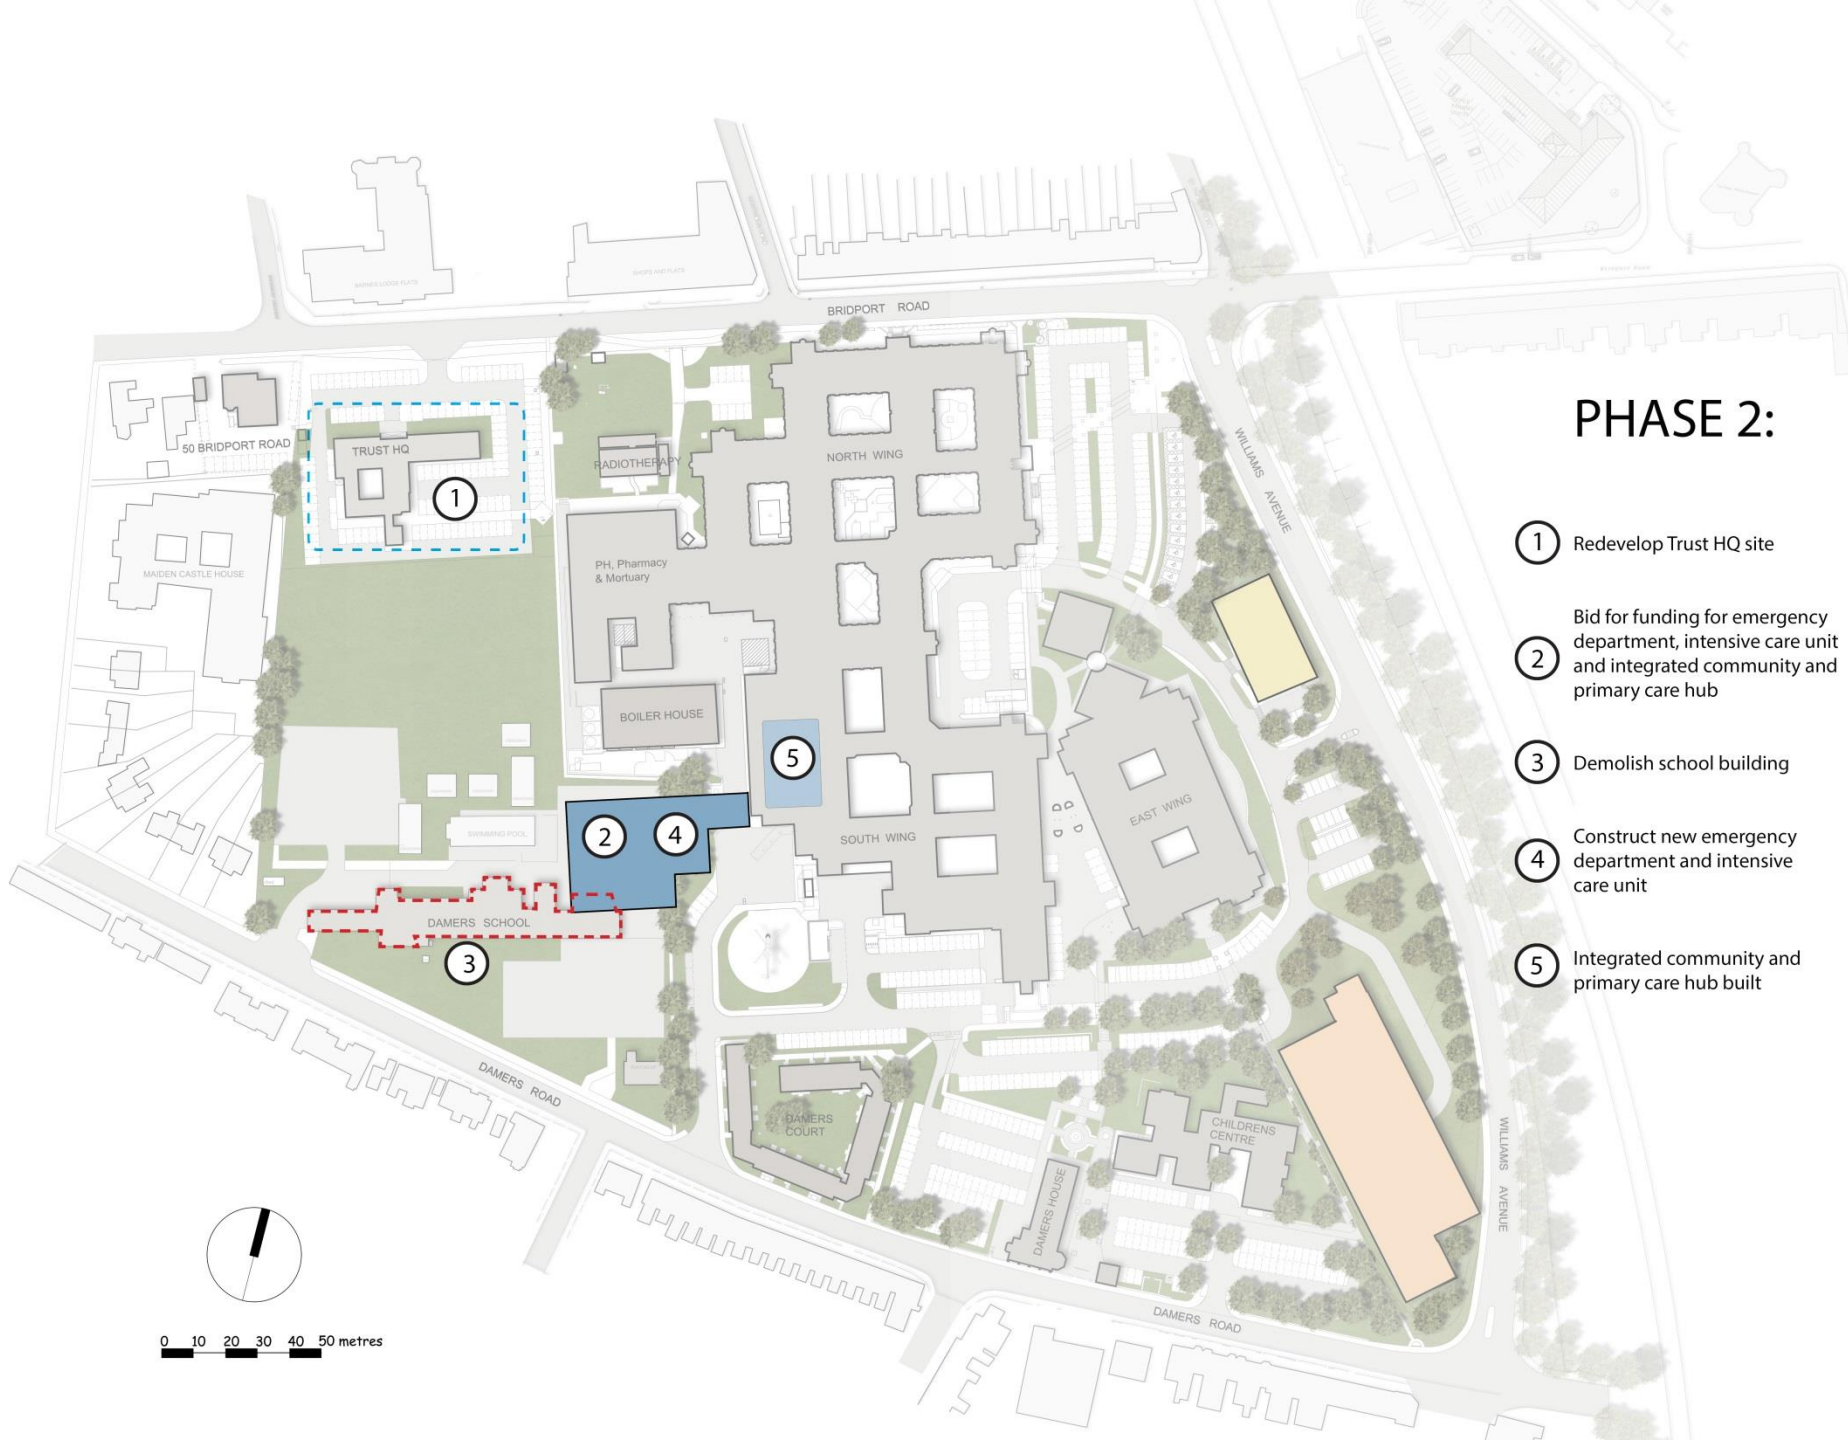 BRIDPORT ROAD
SHOPS AND FLATS
50 BRIDPORT ROAD
TRUST HQ
1
RADIOTHERAPY
NORTH WING
WILLIAMS AVENUE
MAIDEN CASTLE HOUSE
PH, Pharmacy
& Mortuary
BOILER HOUSE
5
SWIMMING POOL
2
4
SOUTH WING
EAST WING
DAMERS SCHOOL
3
DAMERS ROAD
DAMERS
COURT
CHILDRENS
CENTRE
DAMERS HOUSE
WILLIAMS AVENUE
DAMERS ROAD
0 10 20 30 40 50 metres
PHASE 2:
1 Redevelop Trust HQ site
2 Bid for funding for emergency
department, intensive care unit
and integrated community and
primary care hub
3 Demolish school building
4 Construct new emergency
department and intensive
care unit
5 Integrated community and
primary care hub built